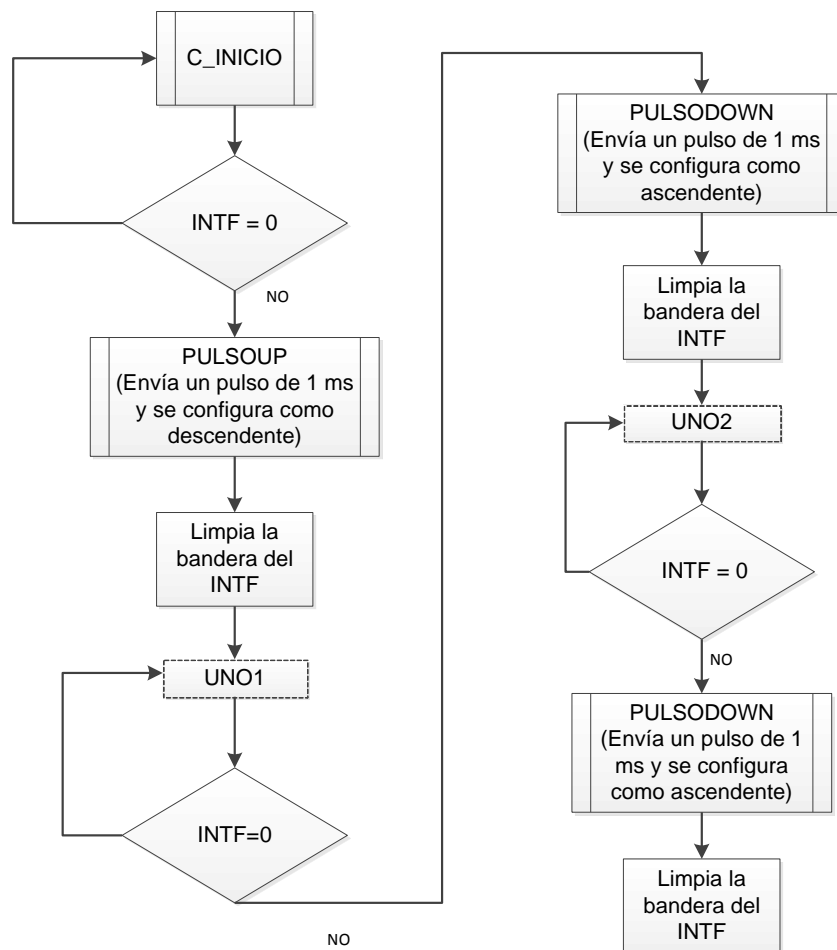 C_INICIO
INTF = 0
NO
PULSOUP
(Envía un pulso de 1 ms
y se configura como
descendente)
Limpia la
bandera del
INTF
UNO1
INTF=0
NO
PULSODOWN
(Envía un pulso de 1 ms
y se configura como
ascendente)
Limpia la
bandera del
INTF
UNO2
INTF = 0
NO
PULSODOWN
(Envía un pulso de 1
ms y se configura
como ascendente)
Limpia la
bandera del
INTF